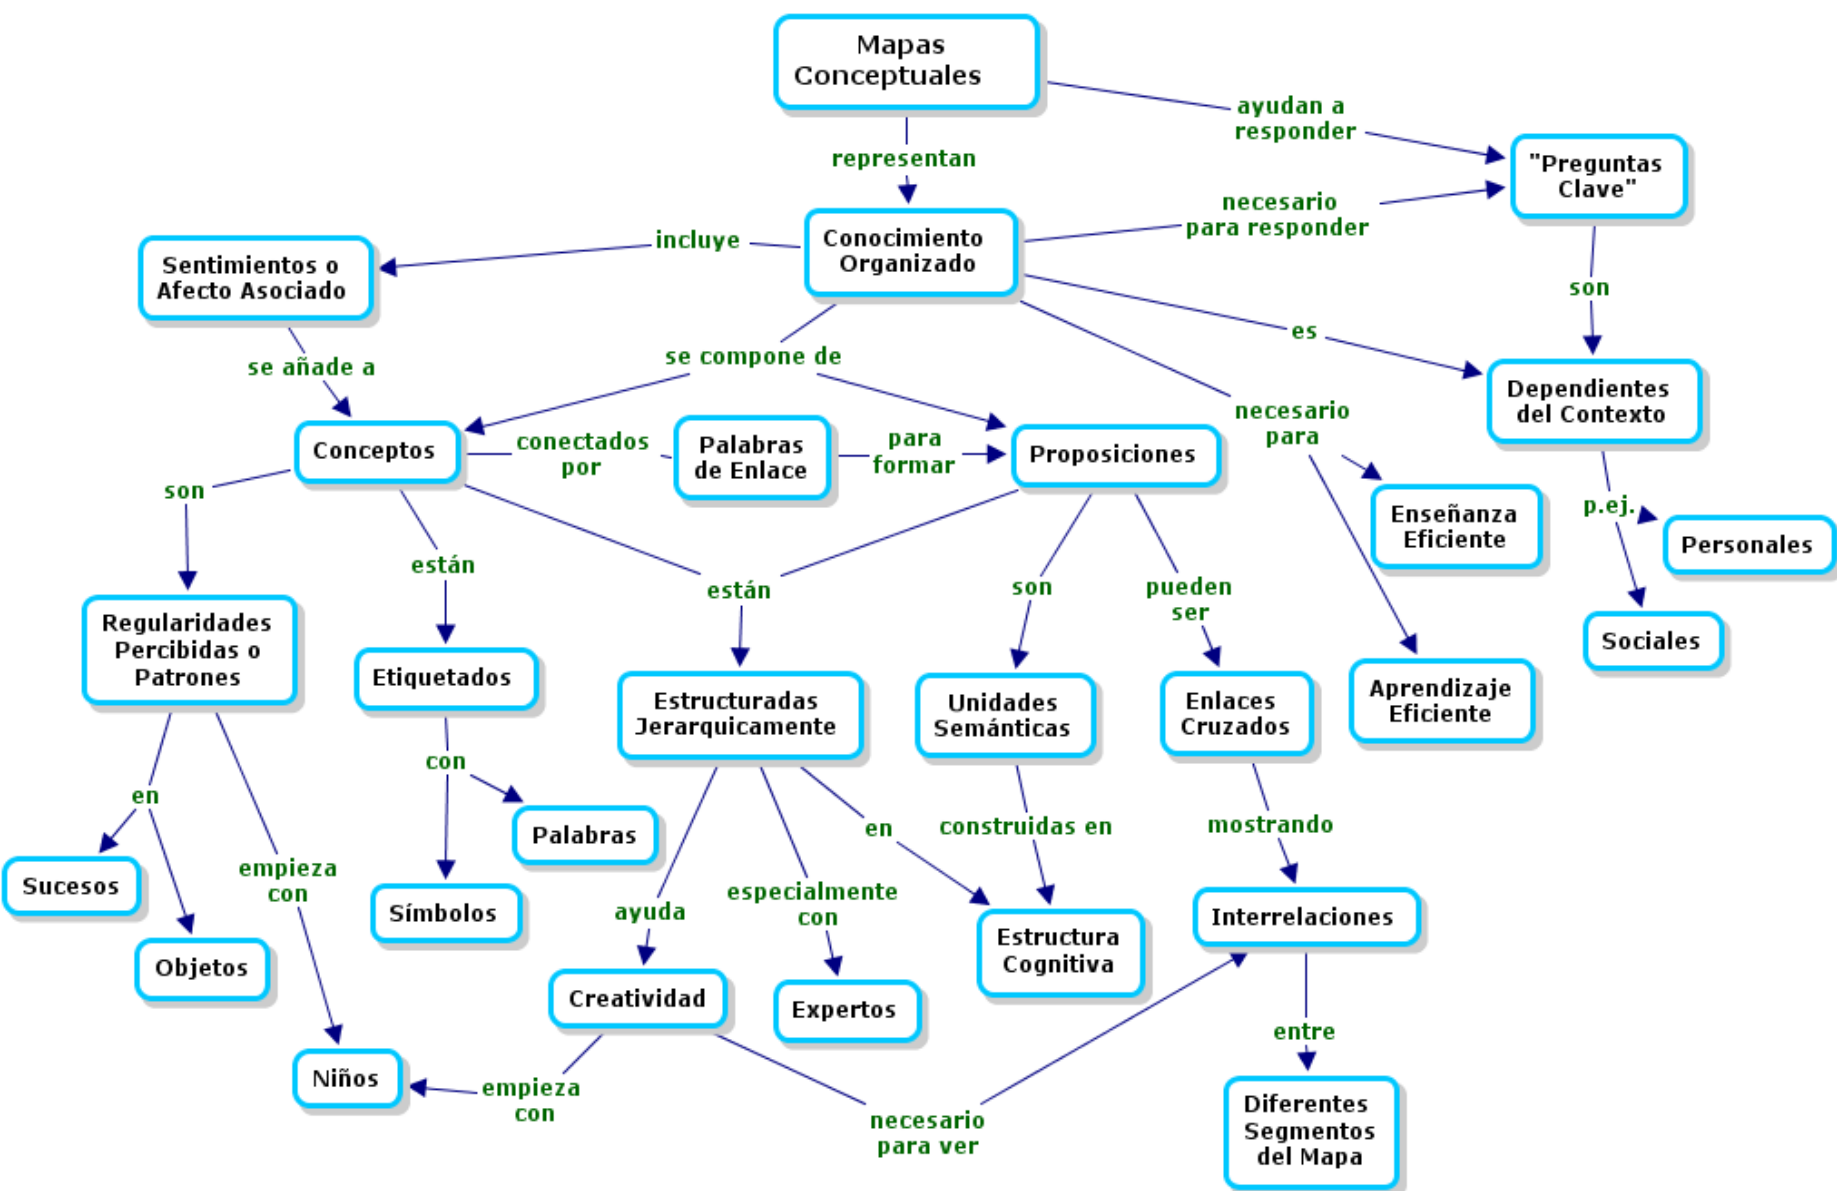 Mapas
Conceptuales
ayudan a
responder
representan
"Preguntas
Clave"
necesario
para responder
incluye
Conocimiento
Organizado
Sentimientos o
Afecto Asociado
son
es
se compone de
se añade a
Dependientes
del Contexto
necesario
para
Conceptos
conectados
por
Palabras
de Enlace
para
formar
Proposiciones
son
p.ej.
Enseñanza
Eficiente
Personales
están
están
son
pueden
ser
Regularidades
Percibidas o
Patrones
Sociales
Etiquetados
Estructuradas
Jerarquicamente
Unidades
Semánticas
Enlaces
Cruzados
Aprendizaje
Eficiente
con
en
Palabras
en
construidas en
mostrando
empieza
con
Sucesos
Símbolos
ayuda
especialmente
con
Interrelaciones
Estructura
Cognitiva
Objetos
Creatividad
Expertos
entre
Niños
empieza
con
necesario
para ver
Diferentes
Segmentos
del Mapa